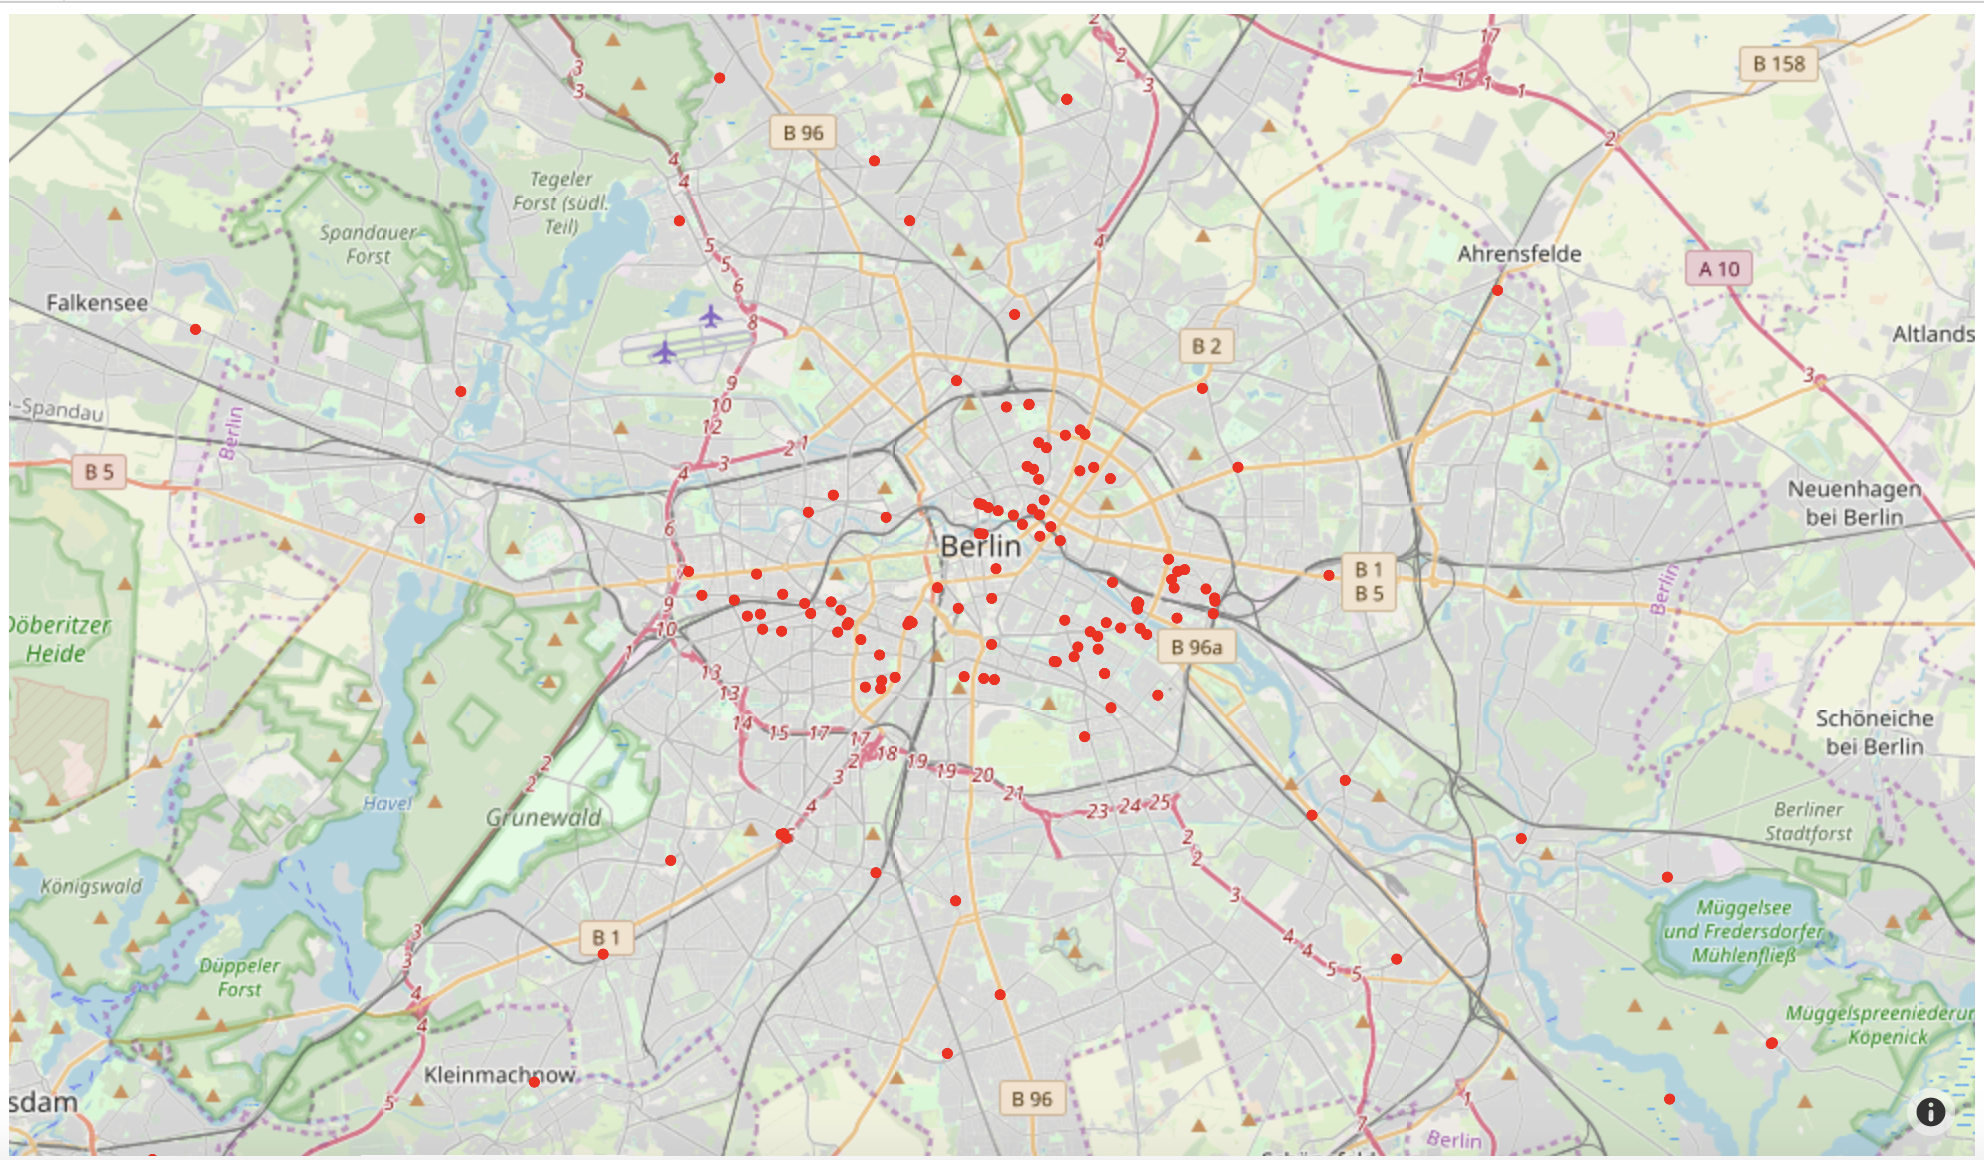 2
17
3
2
1
1
1
1
B 158
3
3
B 96
2
4
4
Tegeler
Forst (südl.
Teil)
Spandauer
Forst
5
5
6
4
Ahrensfelde
A 10
Falkensee
8
B 2
Altlands
9
3
10
e-Spandau
12
Berlin
2
1
3
4
B 5
Neuenhagen
bei Berlin
6
Berlin
B 1
B 5
Berlin
9
10
Döberitzer
Heide
1
B 96a
13
13
14
15
17
17
18
2
19
19
20
Schöneiche
bei Berlin
2
2
3
21
4
23
24
25
Havel
Grunewald
5
2
2
Berliner
Stadtforst
Königswald
3
Müggelsee
und Fredersdorfer
Mühlenfließ
3
3
B 1
4
4
5
5
Düppeler
Forst
4
4
Müggelspreeniederun
Köpenick
Kleinmachnow
5
sdam
B 96
1
7
Berlin